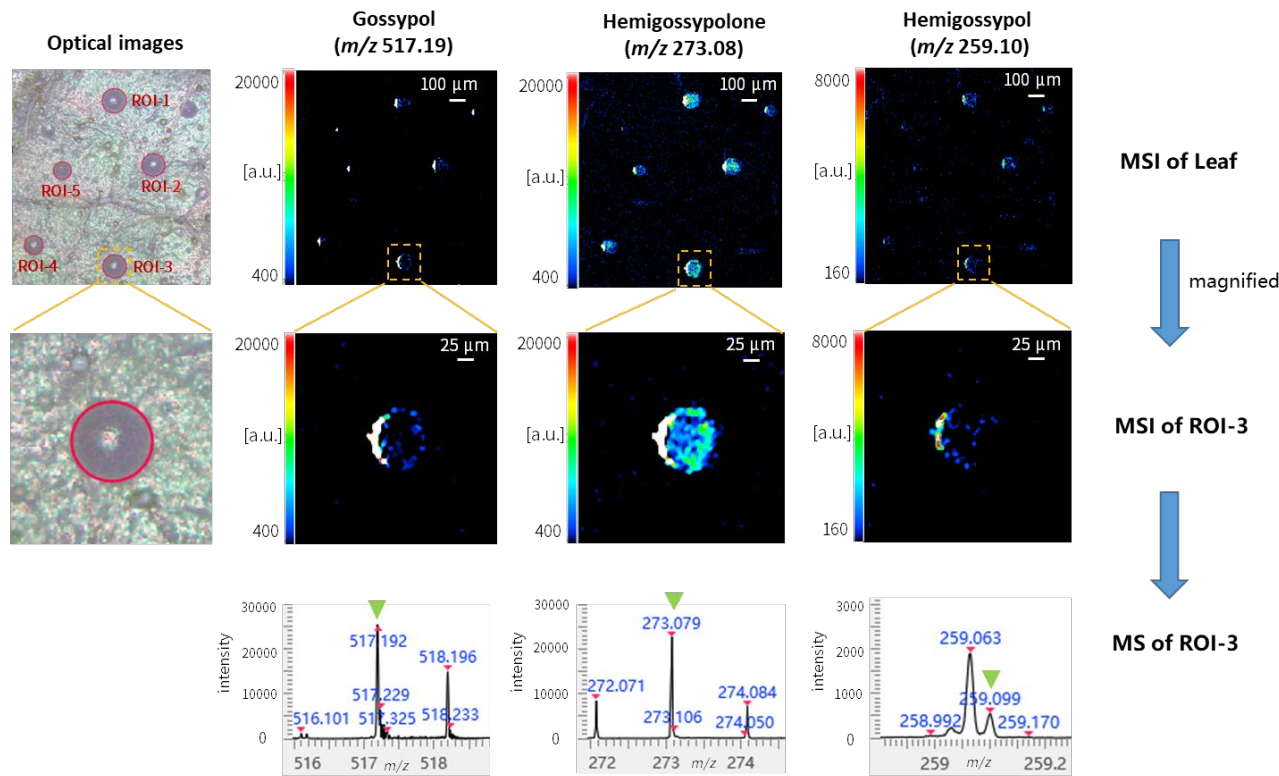 Optical images
Gossypol
(m/z 517.19)
Hemigossypolone
(m/z 273.08)
Hemigossypol
(m/z 259.10)
ROI-1
ROI-2
ROI-5
ROI-4
ROI-3
20000
[a.u.]
400
100 μm
20000
[a.u.]
400
100 μm
8000
[a.u.]
160
100 μm
MSI of Leaf
magnified
20000
[a.u.]
400
25 μm
20000
[a.u.]
400
25 μm
8000
[a.u.]
160
25 μm
MSI of ROI-3
intensity
30000
20000
10000
0
517.192
518.196
517.229
516.101
517.325
518.233
516
517
m/z
518
intensity
30000
20000
10000
0
273.079
272.071
274.084
273.106
274.050
272
273
m/z
274
intensity
3000
2000
1000
0
259.063
259.099
258.992
259.170
259
m/z
259.2
MS of ROI-3